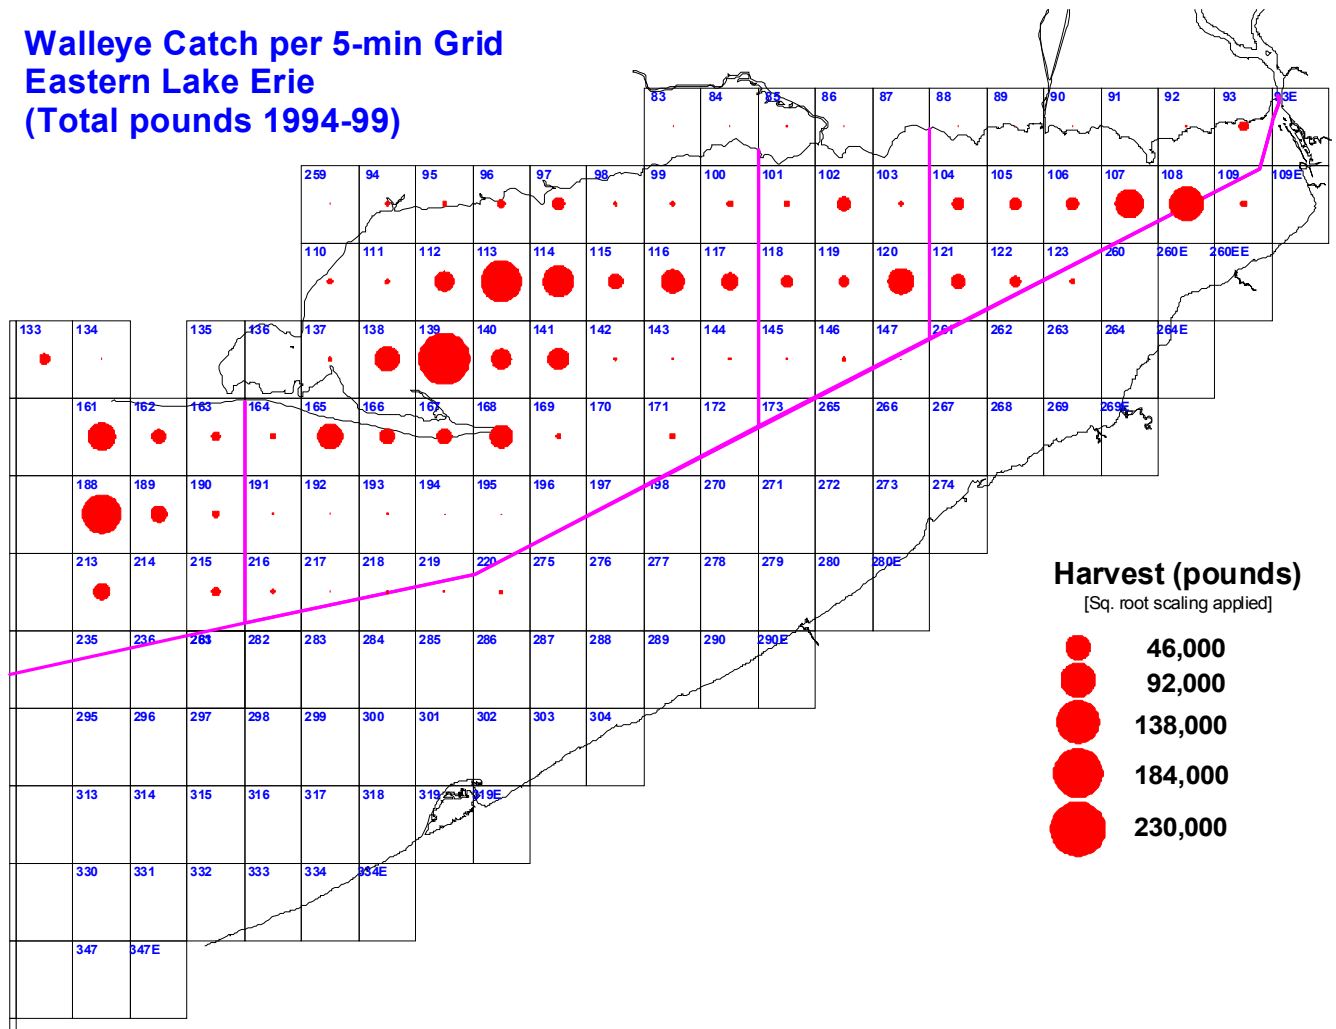 Walleye Catch per 5-min Grid
Eastern Lake Erie
(Total pounds 1994-99)
83 84 85 86 87 88 89 90 91 92 93 93E
259 94 95 96 97 98 99 100 101 102 103 104 105 106 107 108 109 109E
110 111 112 113 114 115 116 117 118 119 120 121 122 123 260 260E 260EE
133 134 135 136 137 138 139 140 141 142 143 144 145 146 147 261 262 263 264 264E
161 162 163 164 165 166 167 168 169 170 171 172 173 265 266 267 268 269 269E
188 189 190 191 192 193 194 195 196 197 198 270 271 272 273 274
213 214 215 216 217 218 219 220 275 276 277 278 279 280 280E
235 236 282 283 284 285 286 287 288 289 290 290E
295 296 297 298 299 300 301 302 303 304
313 314 315 316 317 318 319 319E
330 331 332 333 334 334E
347 347E
Harvest (pounds)
[Sq. root scaling applied]
46,000
92,000
138,000
184,000
230,000